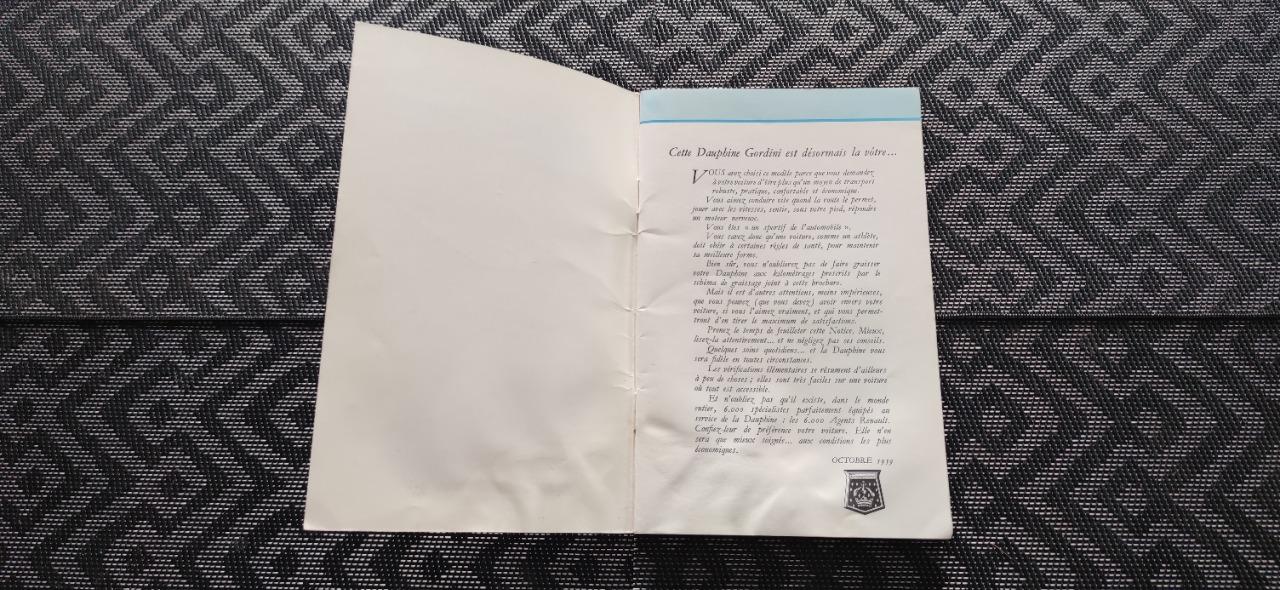 Cette Dauphine Gordini est désormais la vôtre...
VOUS avez choisi ce modèle parce que vous demandez
à votre voiture d'être plus qu'un moyen de transport
robuste, pratique, confortable et économique.
Vous aimez conduire vite quand la route le permet,
jouer avec les vitesses, sentir, sous votre pied, répondre
un moteur nerveux.
Vous êtes « un sportif de l'automobile ».
Vous savez donc qu'une voiture, comme un athlète,
doit obéir à certaines règles de santé, pour maintenir
sa meilleure forme.
Bien sûr, vous n'oublierez pas de faire graisser
votre Dauphine aux kilométrages prescrits par le
schéma de graissage joint à cette brochure.
Mais il est d'autres attentions, moins impérieuses,
que vous pouvez (que vous devez) avoir envers votre
voiture, si vous l'aimez vraiment, et qui vous permet-
tront d'en tirer le maximum de satisfactions.
Prenez le temps de feuilleter cette Notice. Mieux,
lisez-la attentivement... et ne négligez pas ses conseils.
Quelques soins quotidiens... et la Dauphine vous
sera fidèle en toutes circonstances.
Les vérifications élémentaires se résument d'ailleurs
à peu de choses ; elles sont très faciles sur une voiture
où tout est accessible.
Et n'oubliez pas qu'il existe, dans le monde
entier, 6.000 spécialistes parfaitement équipés au
service de la Dauphine : les 6.000 Agents Renault.
Confiez-leur de préférence votre voiture. Elle n'en
sera que mieux soignée... aux conditions les plus
économiques.
OCTOBRE 1959